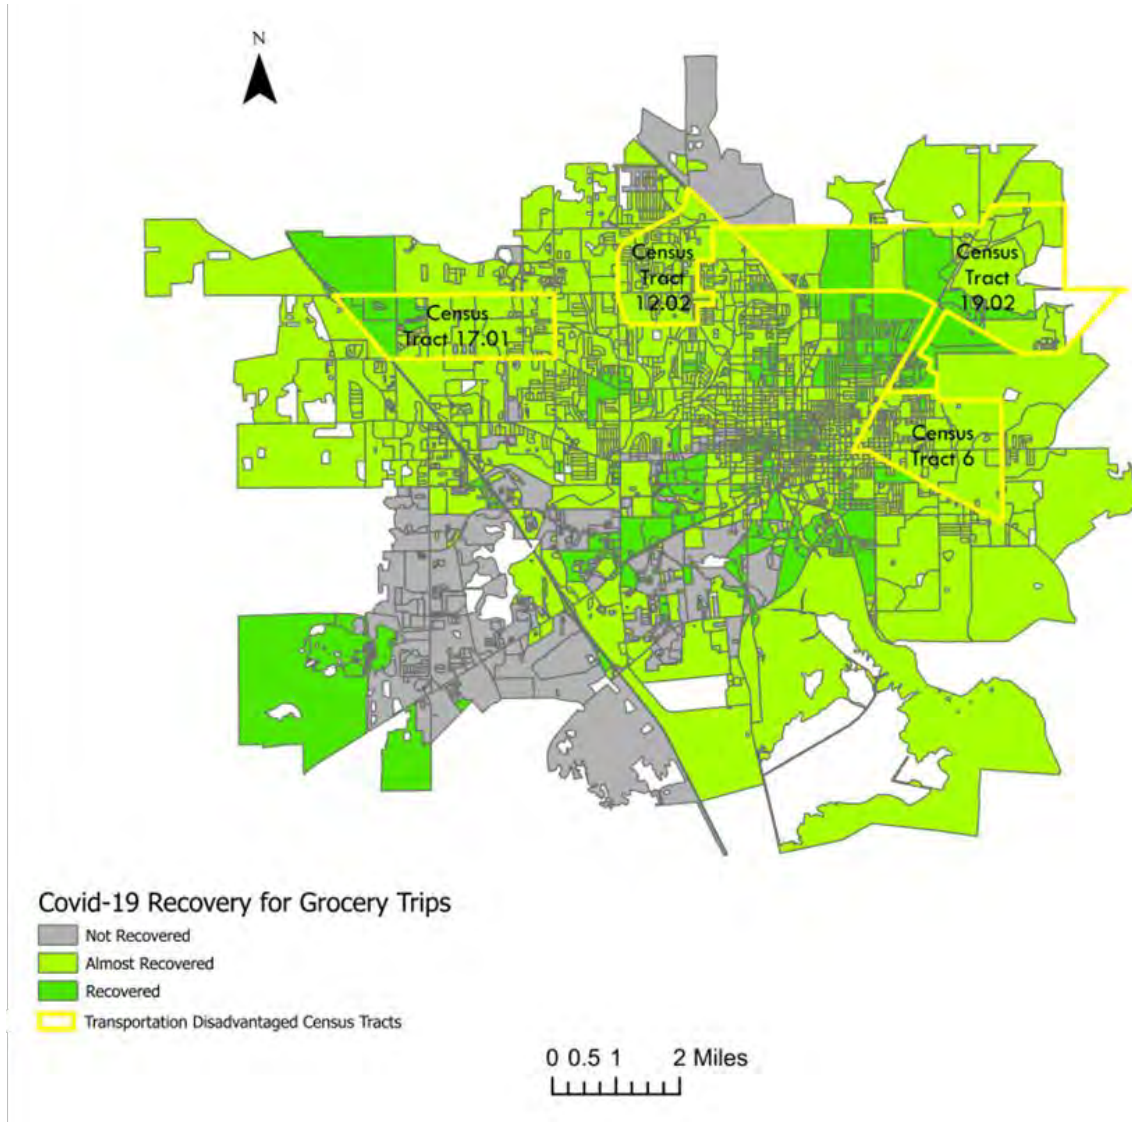 N
Census
Tract
12.02
Census
Tract
19.02
Census
Tract 17.01
Census
Tract 6
Covid-19 Recovery for Grocery Trips
Not Recovered
Almost Recovered
Recovered
Transportation Disadvantaged Census Tracts
0 0.5 1 2 Miles